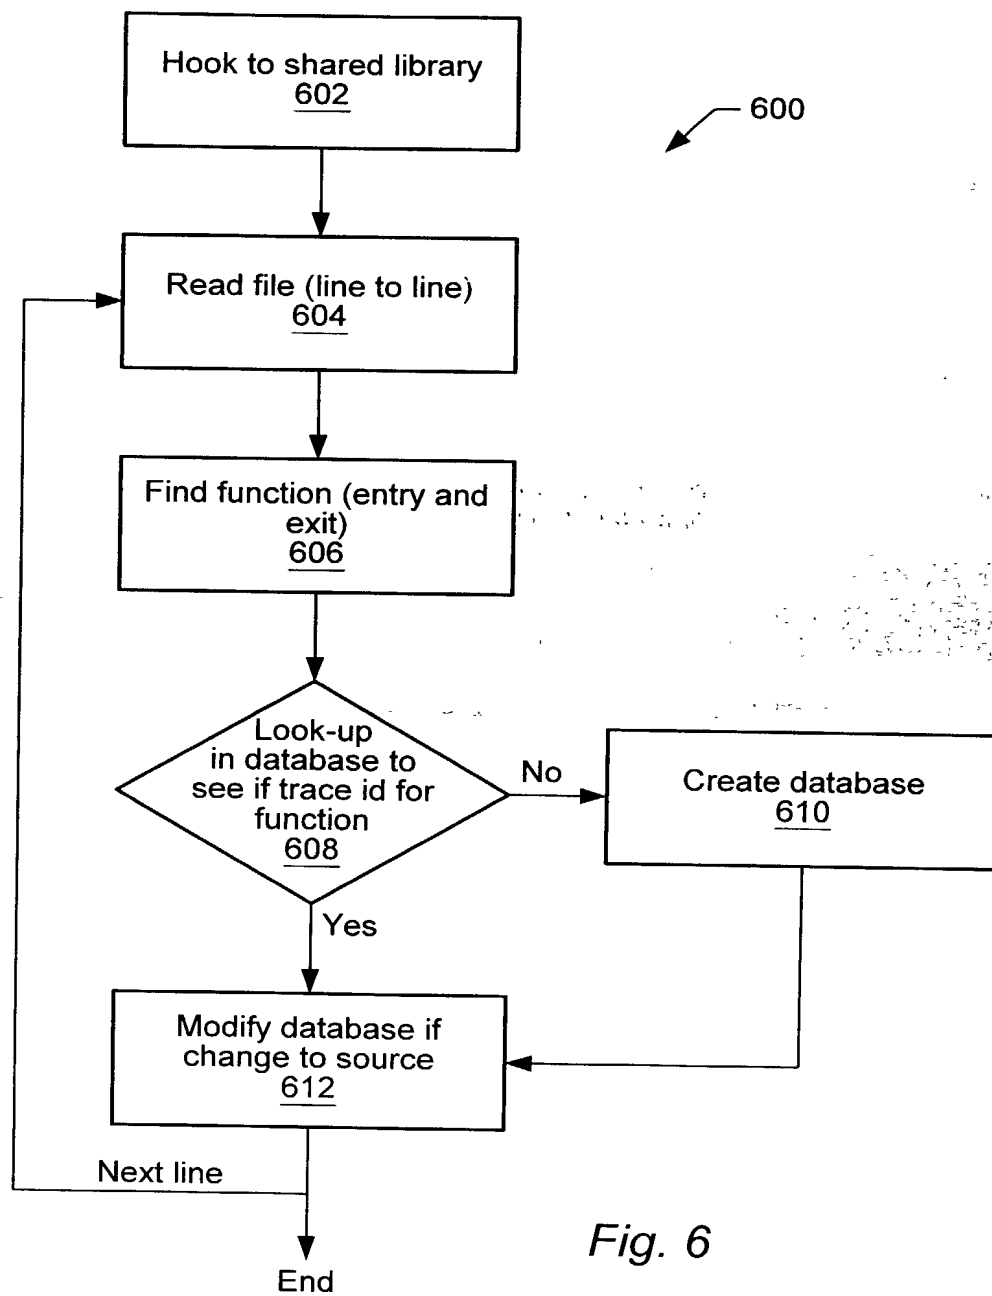 Hook to shared library
602
600
Read file (line to line)
604
Find function (entry and
exit)
606
Look-up
in database to
see if trace id for
function
608
No
Create database
610
Yes
Modify database if
change to source
612
Next line
End
Fig. 6